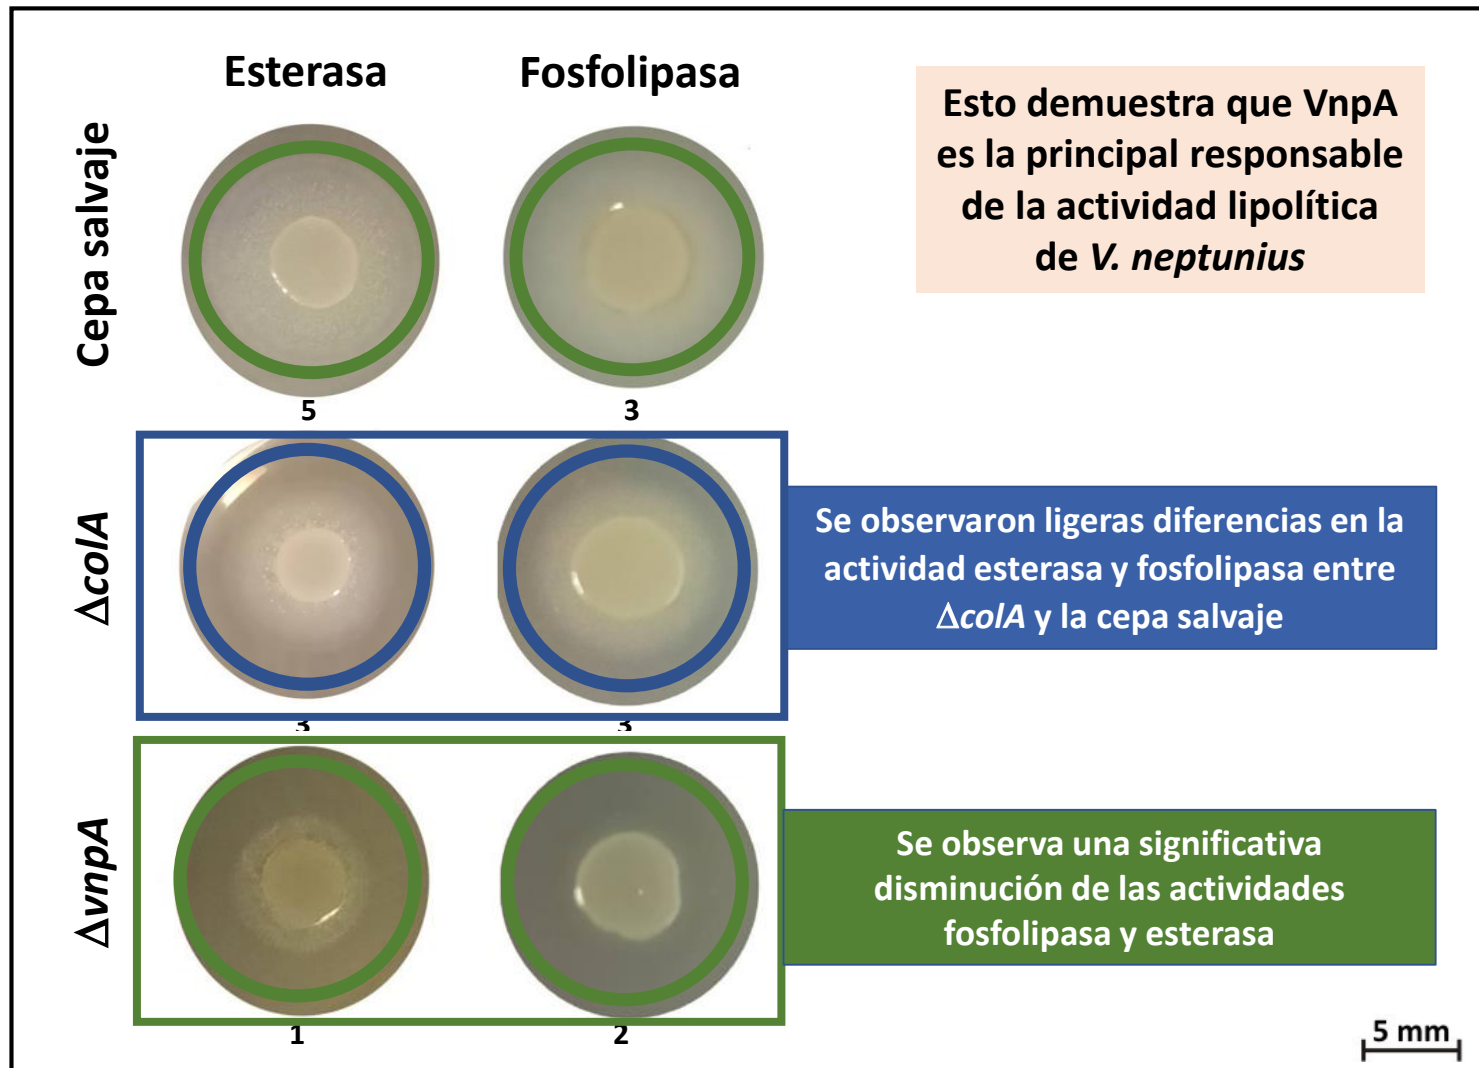 Esterasa
Fosfolipasa
Cepa salvaje
Esto demuestra que VnpA
es la principal responsable
de la actividad lipolítica
de V. neptunius
5
3
ΔcolA
Se observaron ligeras diferencias en la
actividad esterasa y fosfolipasa entre
ΔcolA y la cepa salvaje
3
3
ΔvnpA
Se observa una significativa
disminución de las actividades
fosfolipasa y esterasa
1
2
5 mm